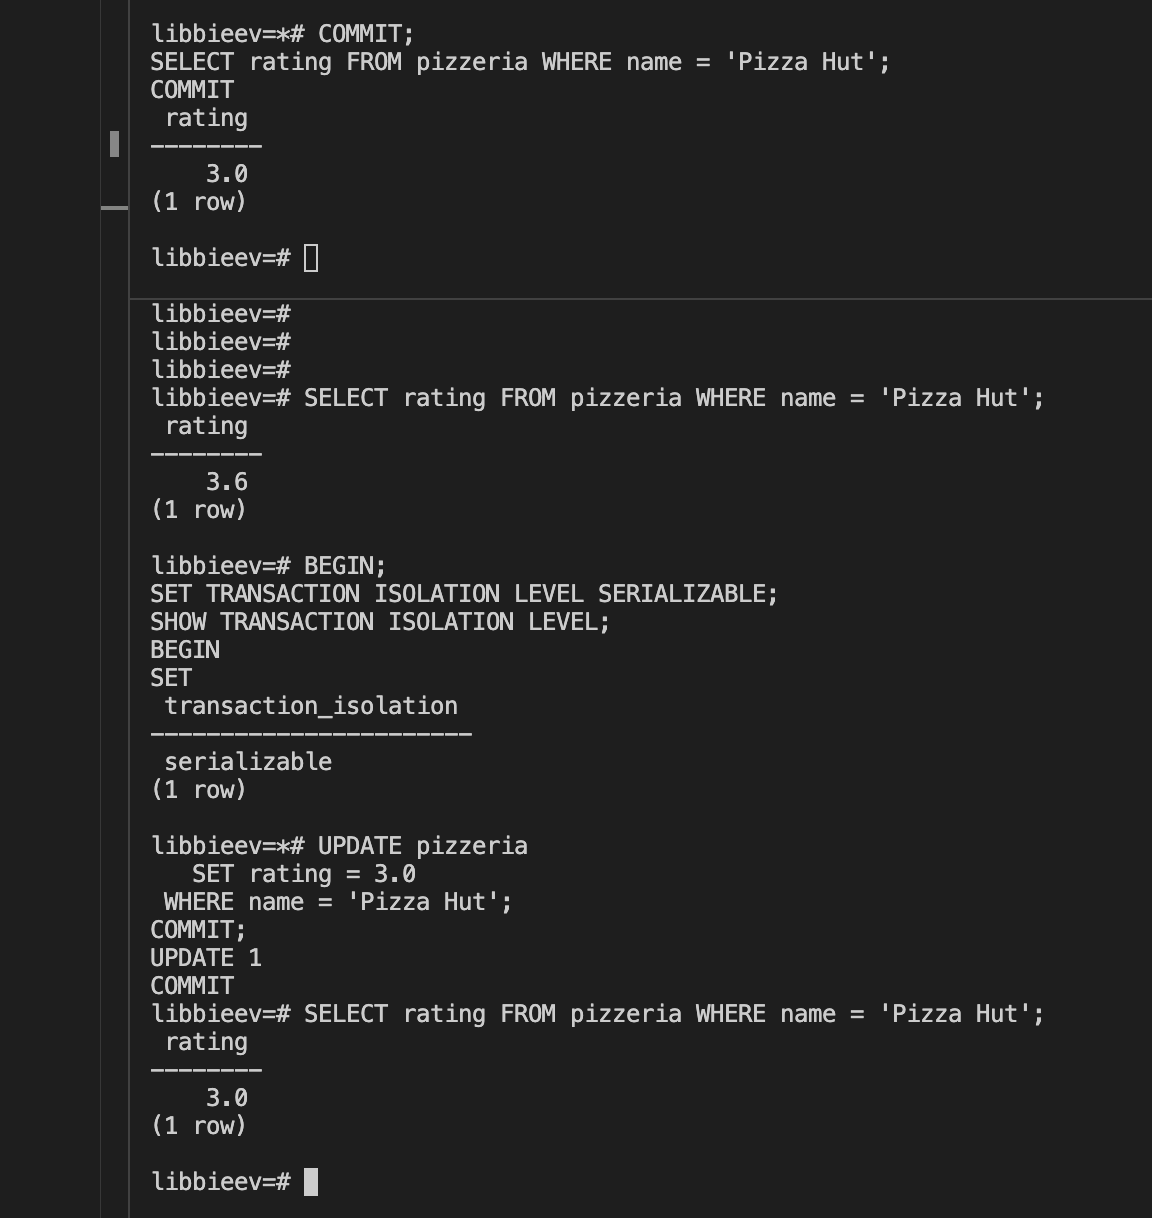 libbieev=*# COMMIT;
SELECT rating FROM pizzeria WHERE name = 'Pizza Hut';
COMMIT
 rating
--------
    3.0
(1 row)

libbieev=#
libbieev=#
libbieev=#
libbieev=#
libbieev=# SELECT rating FROM pizzeria WHERE name = 'Pizza Hut';
 rating
--------
    3.6
(1 row)

libbieev=# BEGIN;
SET TRANSACTION ISOLATION LEVEL SERIALIZABLE;
SHOW TRANSACTION ISOLATION LEVEL;
BEGIN
SET
 transaction_isolation
-----------------------
 serializable
(1 row)

libbieev=*# UPDATE pizzeria
   SET rating = 3.0
 WHERE name = 'Pizza Hut';
COMMIT;
UPDATE 1
COMMIT
libbieev=# SELECT rating FROM pizzeria WHERE name = 'Pizza Hut';
 rating
--------
    3.0
(1 row)

libbieev=#